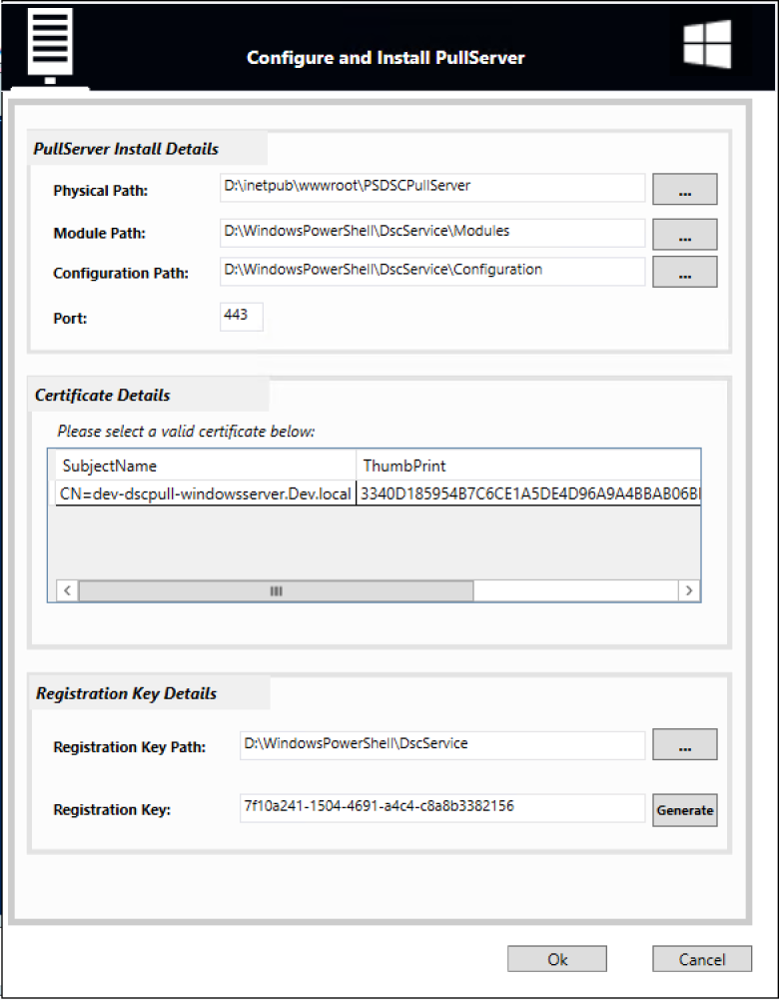 Configure and Install PullServer
PullServer Install Details
Physical Path: D:\inetpub\wwwroot\PSDSCPullServer ...
Module Path: D:\WindowsPowerShell\DscService\Modules ...
Configuration Path: D:\WindowsPowerShell\DscService\Configuration ...
Port: 443
Certificate Details
Please select a valid certificate below:
SubjectName ThumbPrint
CN=dev-dscpull-windowsserver.Dev.local 3340D185954B7C6CE1A5DE4D96A9A4BBAB06B
Registration Key Details
Registration Key Path: D:\WindowsPowerShell\DscService ...
Registration Key: 7f10a241-1504-4691-a4c4-c8a8b3382156 Generate
Ok Cancel